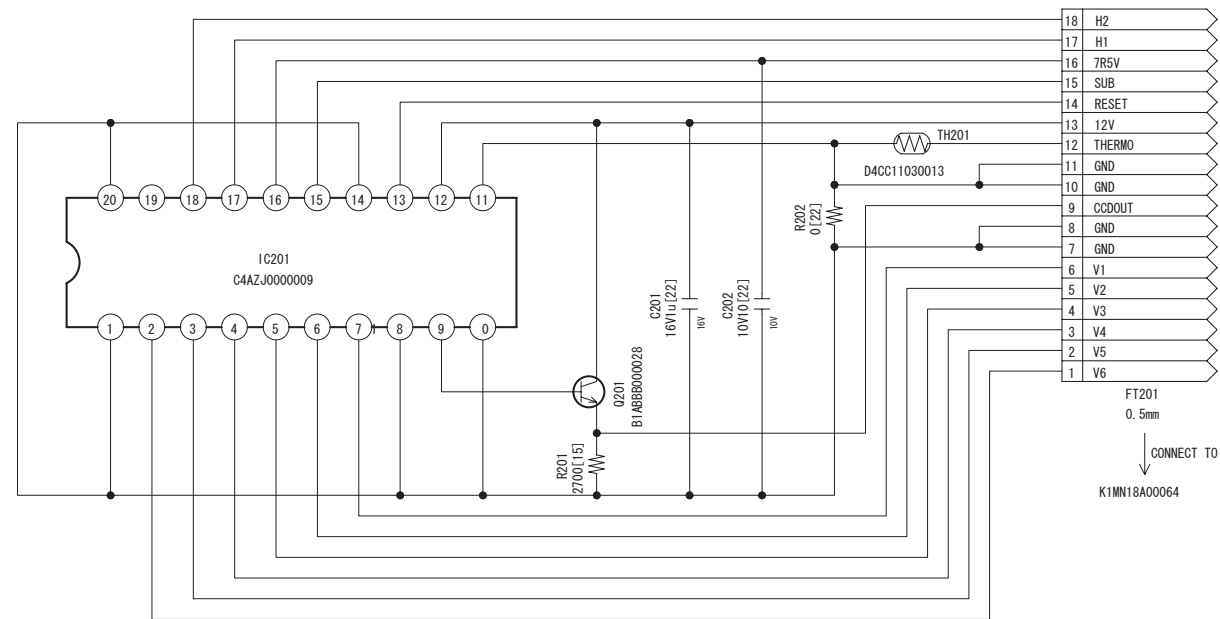 18 H2
17 H1
16 7R5V
15 SUB
14 RESET
13 12V
12 THERMO
11 GND
10 GND
9 CCDOUT
8 GND
7 GND
6 V1
5 V2
4 V3
3 V4
2 V5
1 V6
FT201
0.5mm
CONNECT TO
K1MN18A00064
TH201
D4CC11030013
R202
0[22]
20 19 18 17 16 15 14 13 12 11
IC201
C4AZJ0000009
1 2 3 4 5 6 7 1 8 9 0
C201
16V1u[22]
16V
C202
10V10[22]
10V
Q201
B1ABBB000028
R201
2700[15]